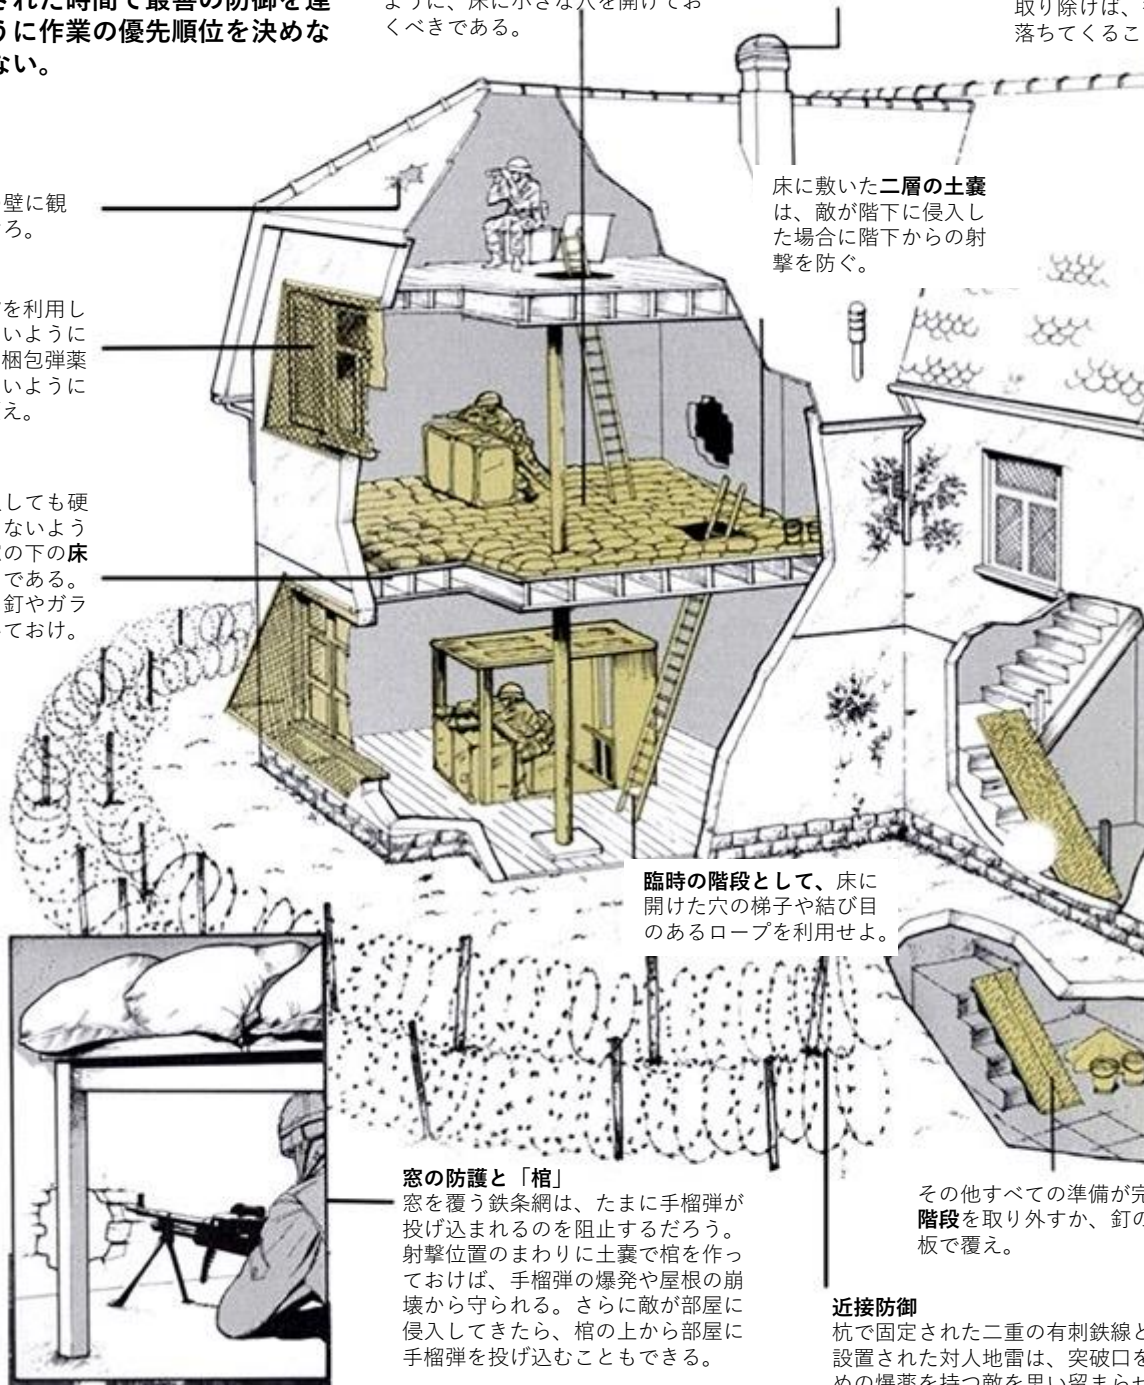 された時間で最善の防御を達
うに作業の優先順位を決めな
ない。
ように、床に小さな穴を開けてお
くべきである。
取り除けば、
落ちてくるこ
壁に観
ろ。
床に敷いた二層の土嚢
は、敵が階下に侵入し
た場合に階下からの射
撃を防ぐ。
を利用し
いように
梱包弾薬
いように
え。
しても硬
ないよう
の下の床
である。
釘やガラ
ておけ。
臨時の階段として、床に
開けた穴の梯子や結び目
のあるロープを利用せよ。
窓の防護と「棺」
窓を覆う鉄条網は、たまに手榴弾が
投げ込まれるのを阻止するだろう。
射撃位置のまわりに土嚢で棺を作っ
ておけば、手榴弾の爆発や屋根の崩
壊から守られる。さらに敵が部屋に
侵入してきたら、棺の上から部屋に
手榴弾を投げ込むこともできる。
その他すべての準備が完
階段を取り外すか、釘の
板で覆え。
近接防御
杭で固定された二重の有刺鉄線と
設置された対人地雷は、突破口を
めの爆薬を持つ敵を思い留まらせ